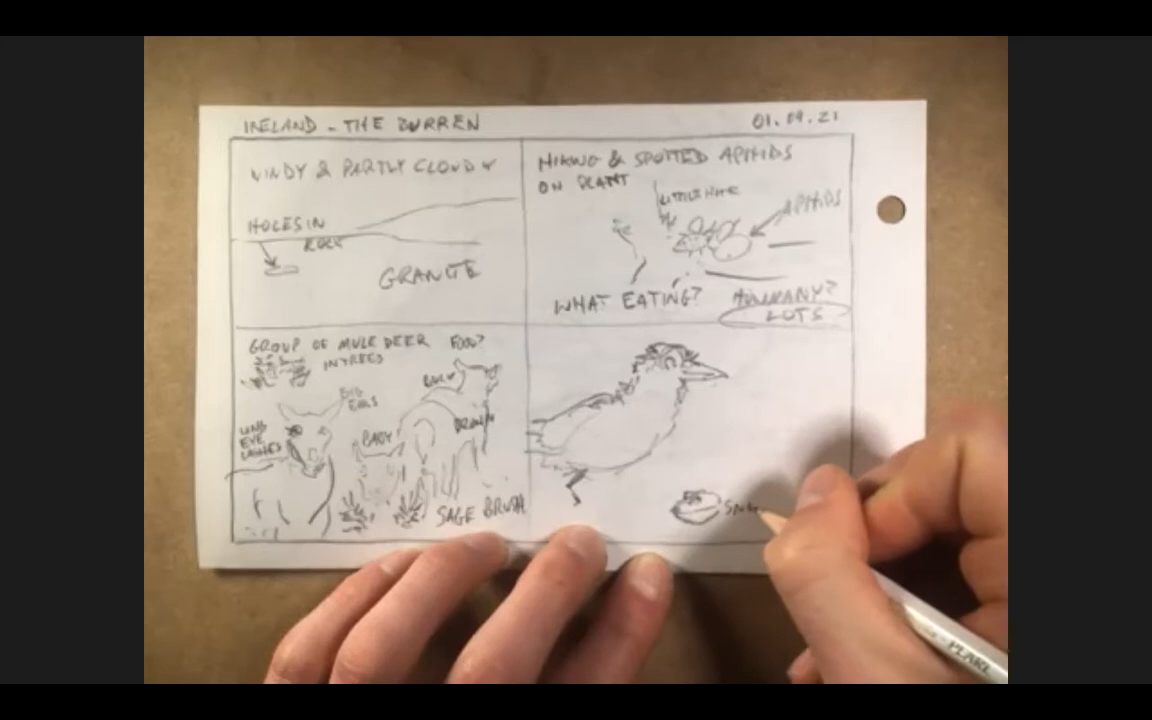 IRELAND - THE BURREN
01.09.21
WINDY & PARTLY CLOUDY
HOLES IN
ROCK
GRANITE
& SPOTTED APHIDS
ON PLANT
LITTLE
APHIDS
WHAT EATING?
HOW MANY?
LOTS
GROUP OF MULE DEER FOOD?
IN TREES
BIG
EARS
LONG
EYE
LASHES
BABY
BROWN
SAGE BRUSH
PEARL